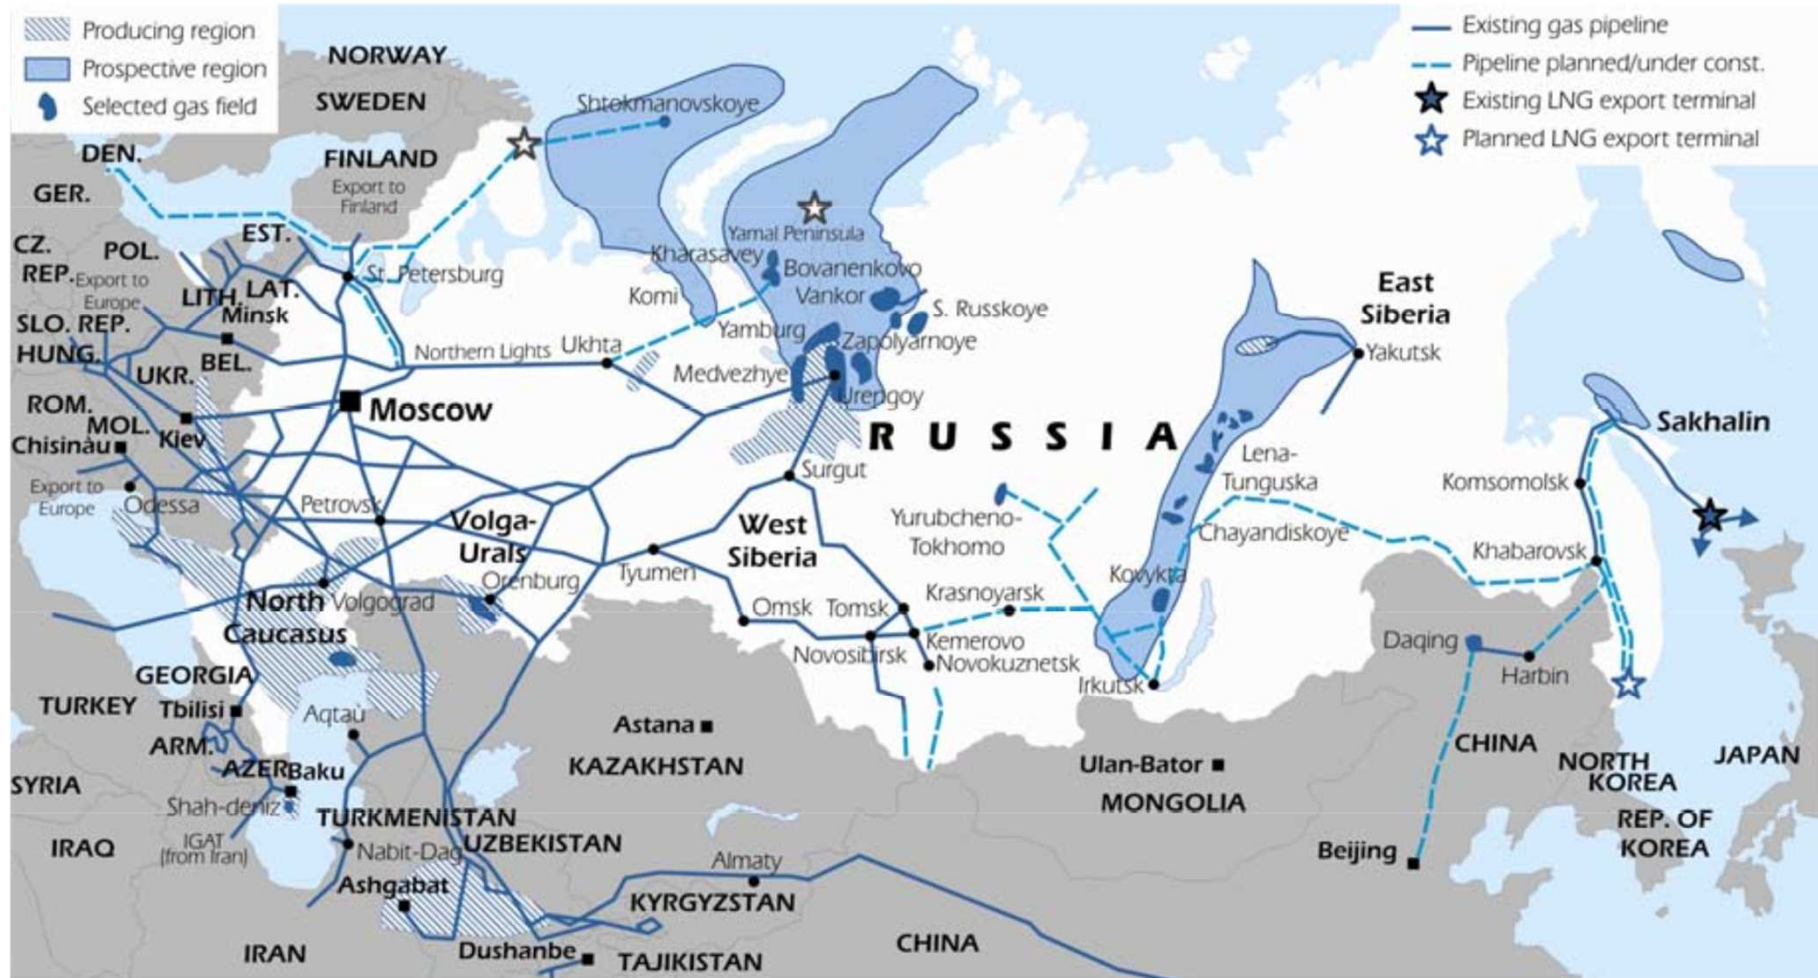 Producing region
Prospective region
Selected gas field
Existing gas pipeline
Pipeline planned/under const.
Existing LNG export terminal
Planned LNG export terminal
NORWAY
SWEDEN
FINLAND
Export to
Finland
DEN.
GER.
CZ.
REP.
POL.
Export to
Europe
EST.
LAT.
LITH.
Minsk
SLO. REP.
HUNG.
BEL.
UKR.
ROM.
MOL.
Chisinàu
Kiev
Export to
Europe
Odessa
St. Petersburg
Moscow
Northern Lights
Ukhta
Komi
Shtokmanovskoye
Yamal Peninsula
Kharasavey
Bovanenkovo
Vankor
S. Russkoye
Yamburg
Zapolyarnoye
Medvezhye
Urengoy
RUSSIA
Surgut
Petrovsk
Volga-
Urals
Orenburg
West
Siberia
Tyumen
Omsk
Tomsk
Novosibirsk
Kemerovo
Novokuznetsk
Krasnoyarsk
Yurubcheno-
Tokhomo
Kovykta
Irkutsk
Lena-
Tunguska
Chayandiskoye
East
Siberia
Yakutsk
Sakhalin
Komsomolsk
Khabarovsk
Daqing
Harbin
North
Caucasus
Volgograd
GEORGIA
TURKEY
Tbilisi
ARM.
AZER.
Baku
Aqtaù
SYRIA
Shah-deniz
IRAQ
IGAT
(from Iran)
TURKMENISTAN
UZBEKISTAN
Nabit-Dag
Ashgabat
IRAN
Dushanbe
TAJIKISTAN
Astana
KAZAKHSTAN
Almaty
KYRGYZSTAN
CHINA
Ulan-Bator
MONGOLIA
Beijing
CHINA
NORTH
KOREA
REP. OF
KOREA
JAPAN